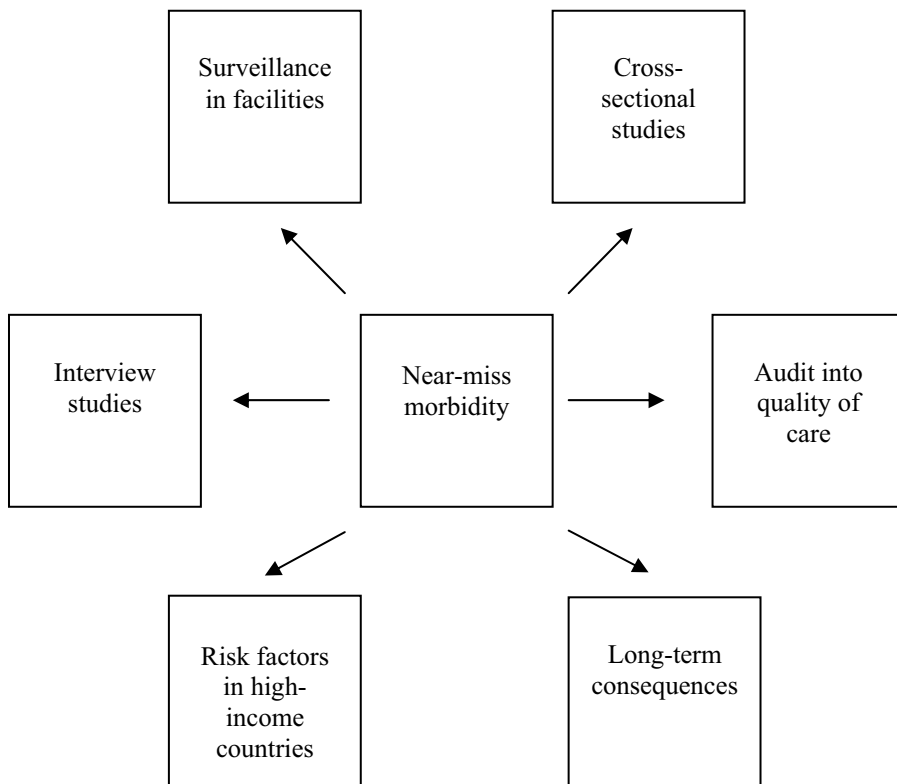 Surveillance
in facilities
Cross-
sectional
studies
Interview
studies
Near-miss
morbidity
Audit into
quality of
care
Risk factors
in high-
income
countries
Long-term
consequences